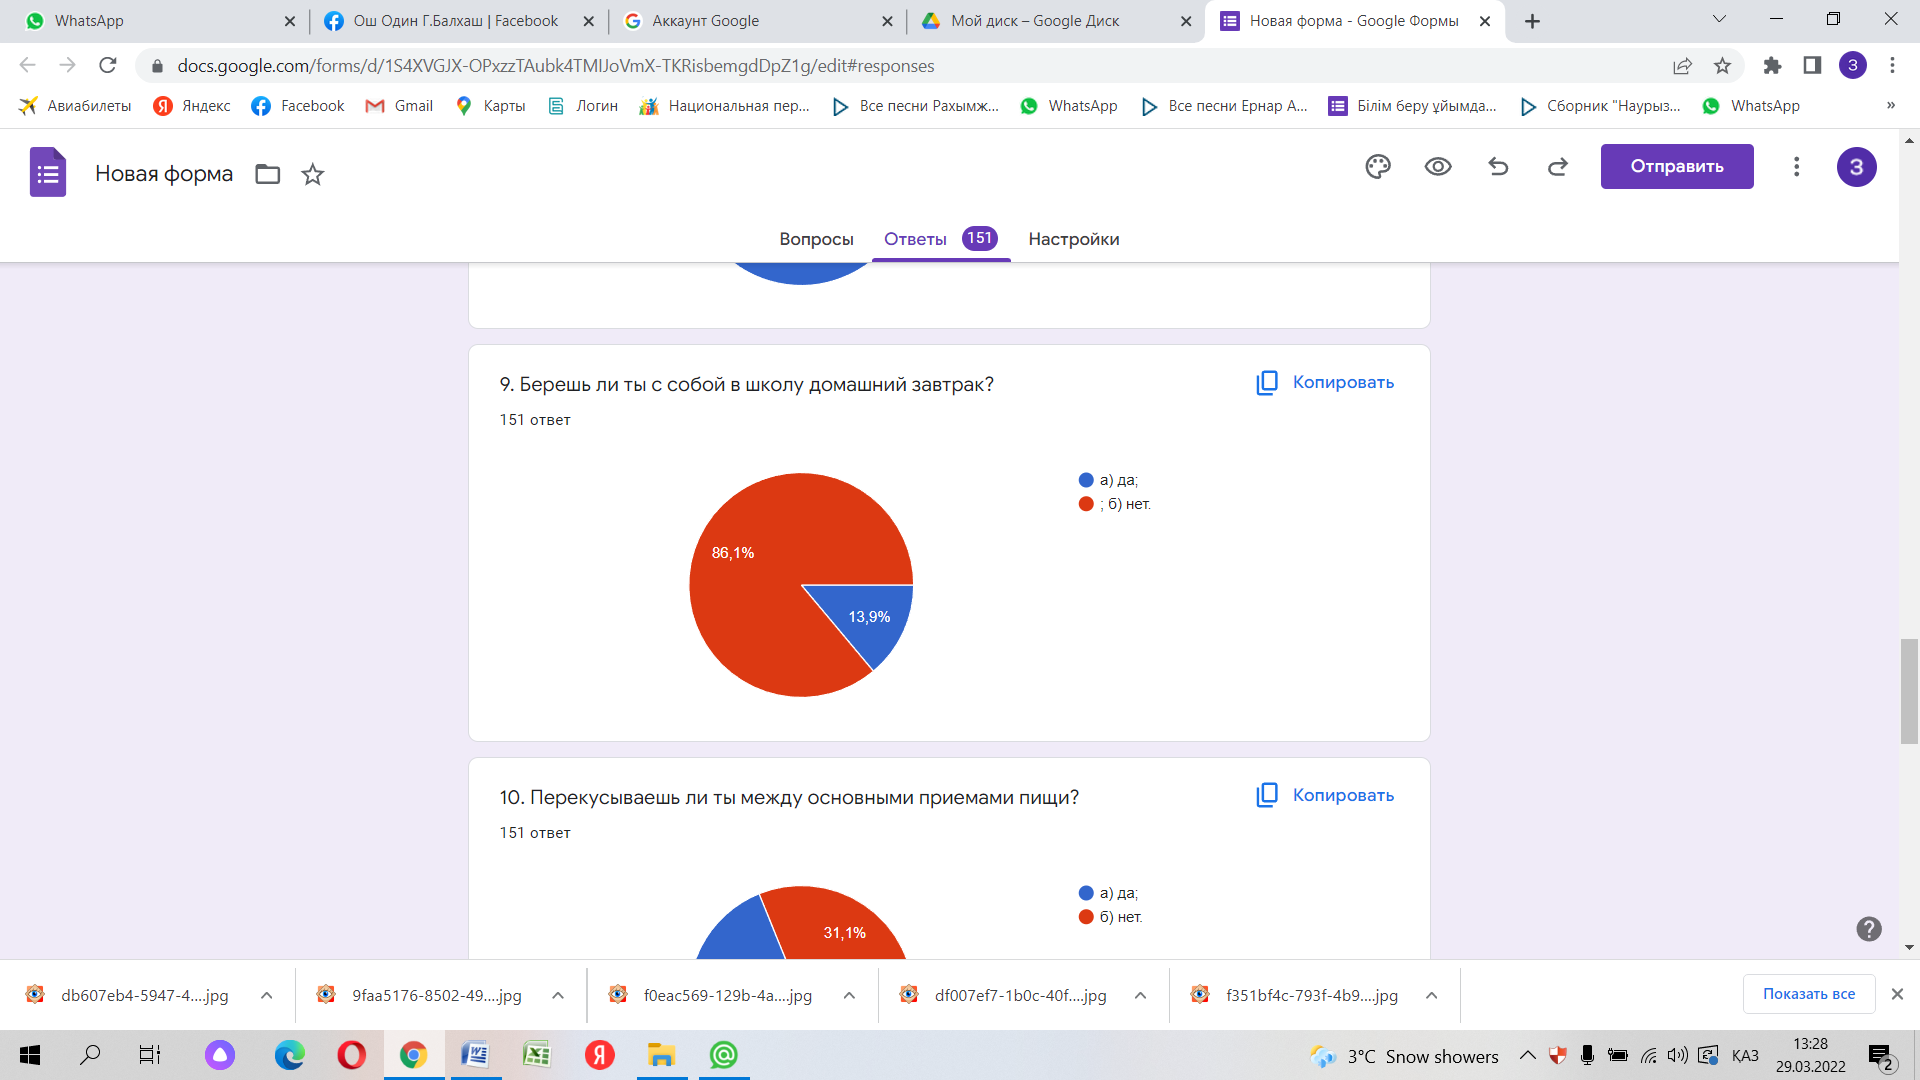 WhatsApp
Ош Один Г.Балхаш | Facebook
Аккаунт Google
Мой диск – Google Диск
Новая форма - Google Формы
docs.google.com/forms/d/1S4XVGJX-OPxzzTAubk4TMIJoVmX-TKRisbemgdDpZ1g/edit#responses
З
Авиабилеты
Яндекс
Facebook
Gmail
Карты
Логин
Национальная пер...
Все песни Рахымж...
WhatsApp
Все песни Ернар А...
Білім беру ұйымда...
Сборник "Наурыз...
WhatsApp
»
Новая форма
Отправить
З
Вопросы
Ответы 151
Настройки
9. Берешь ли ты с собой в школу домашний завтрак?
Копировать
151 ответ
а) да;
; б) нет.
86,1%
13,9%
10. Перекусываешь ли ты между основными приемами пищи?
Копировать
151 ответ
а) да;
б) нет.
31,1%
db607eb4-5947-4....jpg
9faa5176-8502-49....jpg
f0eac569-129b-4a....jpg
df007ef7-1b0c-40f....jpg
f351bf4c-793f-4b9....jpg
Показать все
3°C Snow showers
ҚАЗ
13:28
29.03.2022
2